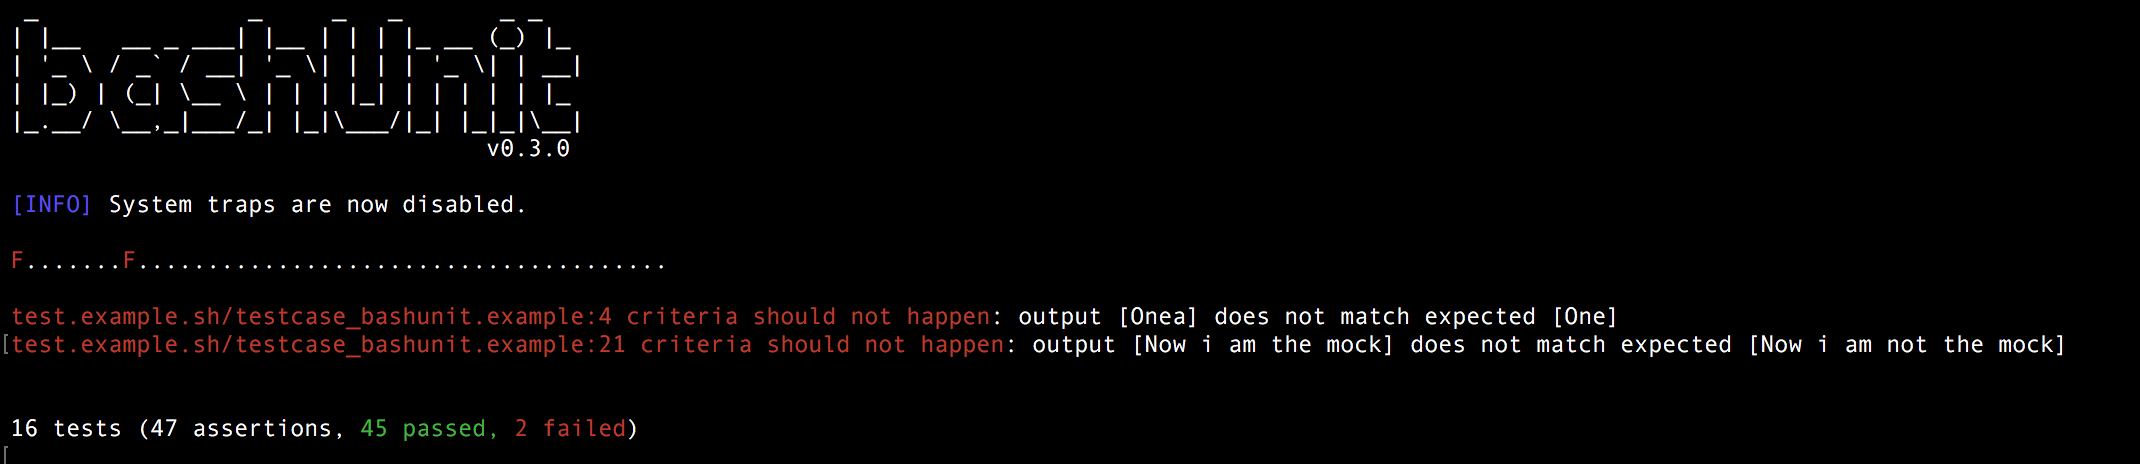 bashUnit
v0.3.0
[INFO] System traps are now disabled.
F.......F......................................
test.example.sh/testcase_bashunit.example:4 criteria should not happen: output [Onea] does not match expected [One]
test.example.sh/testcase_bashunit.example:21 criteria should not happen: output [Now i am the mock] does not match expected [Now i am not the mock]
16 tests (47 assertions, 45 passed, 2 failed)